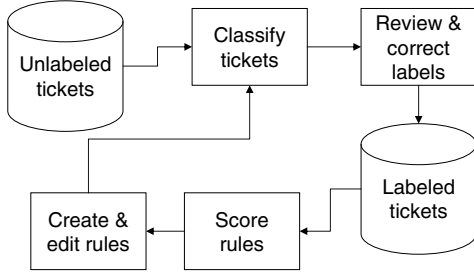 Unlabeled
tickets
Classify
tickets
Review &
correct
labels
Labeled
tickets
Score
rules
Create &
edit rules